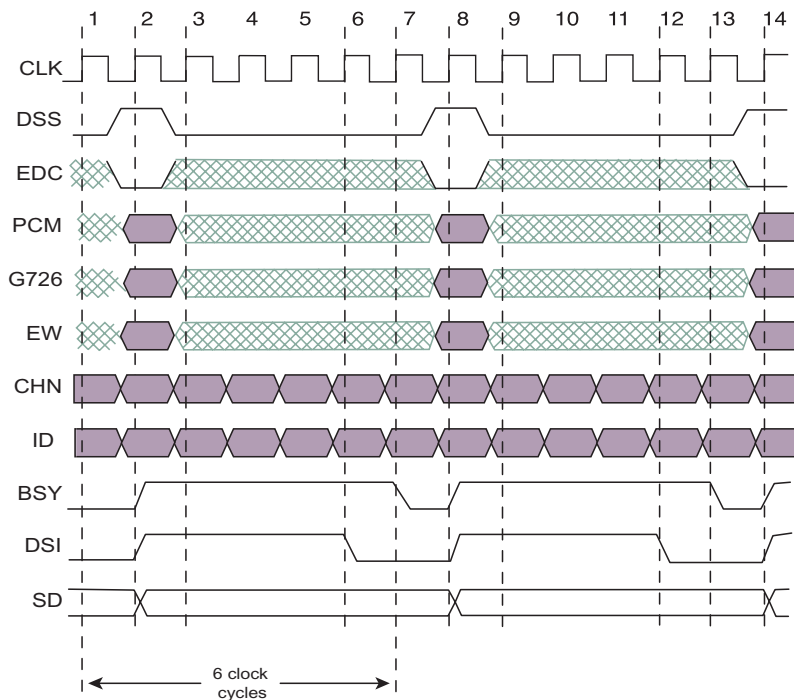 1 2 3 4 5 6 7 8 9 10 11 12 13 14
CLK
DSS
EDC
PCM
G726
EW
CHN
ID
BSY
DSI
SD
6 clock
cycles